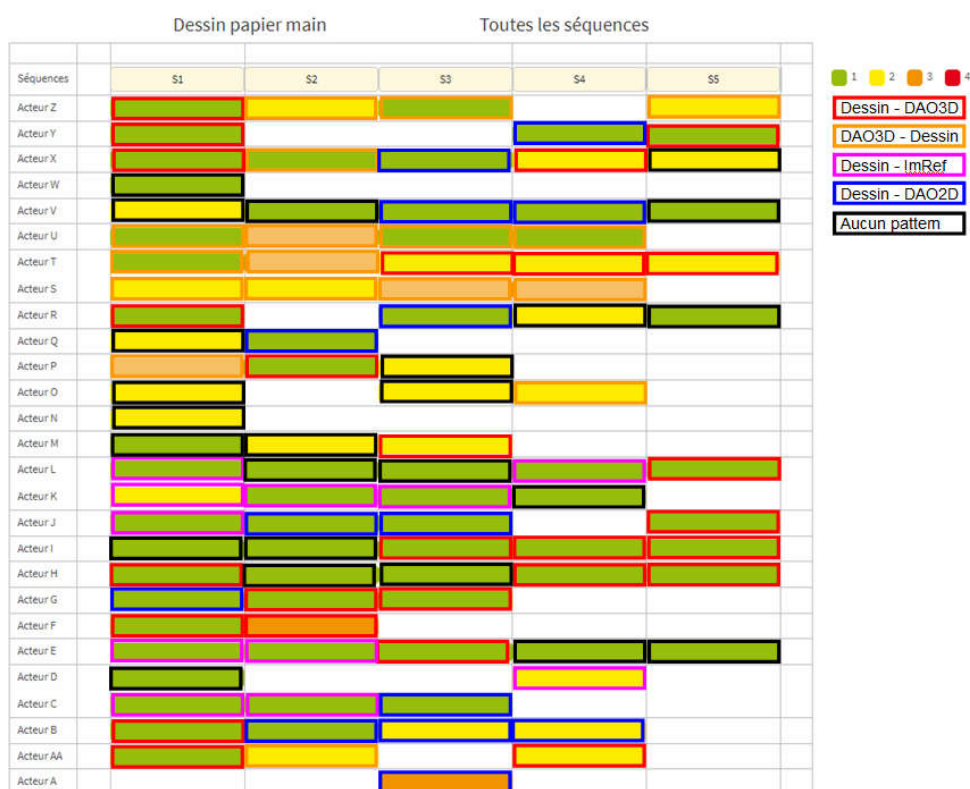 Dessin papier main Toutes les séquences
Séquences S1 S2 S3 S4 S5
1 2 3 4
Dessin - DAO3D
DAO3D - Dessin
Dessin - ImRef
Dessin - DAO2D
Aucun pattern
Acteur Z
Acteur Y
Acteur X
Acteur W
Acteur V
Acteur U
Acteur T
Acteur S
Acteur R
Acteur Q
Acteur P
Acteur O
Acteur N
Acteur M
Acteur L
Acteur K
Acteur J
Acteur I
Acteur H
Acteur G
Acteur F
Acteur E
Acteur D
Acteur C
Acteur B
Acteur AA
Acteur A